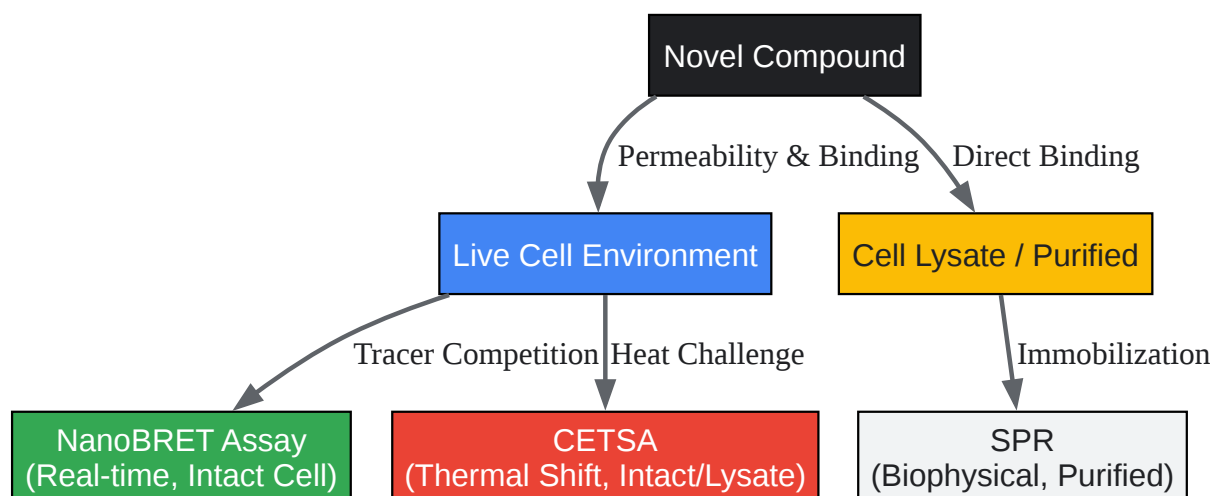 Novel Compound
Permeability & Binding
Direct Binding
Live Cell Environment
Cell Lysate / Purified
Tracer Competition
Heat Challenge
Immobilization
NanoBRET Assay
(Real-time, Intact Cell)
CETSA
(Thermal Shift, Intact/Lysate)
SPR
(Biophysical, Purified)